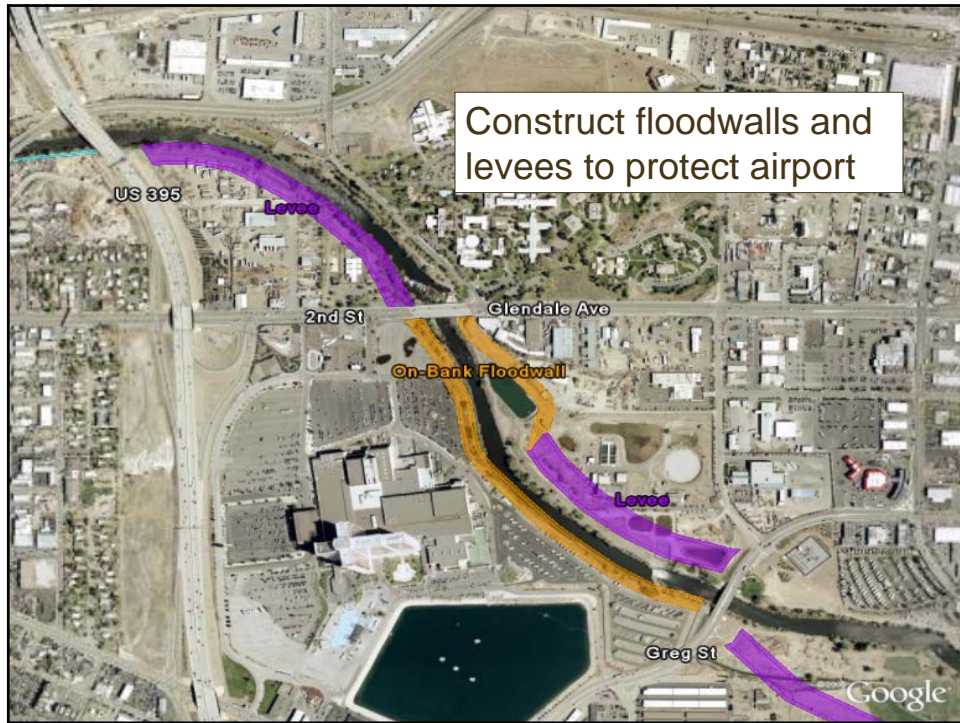 Construct floodwalls and
levees to protect airport
US 395
Levee
2nd St
Glendale Ave
On-Bank Floodwall
Levee
Greg St
Google